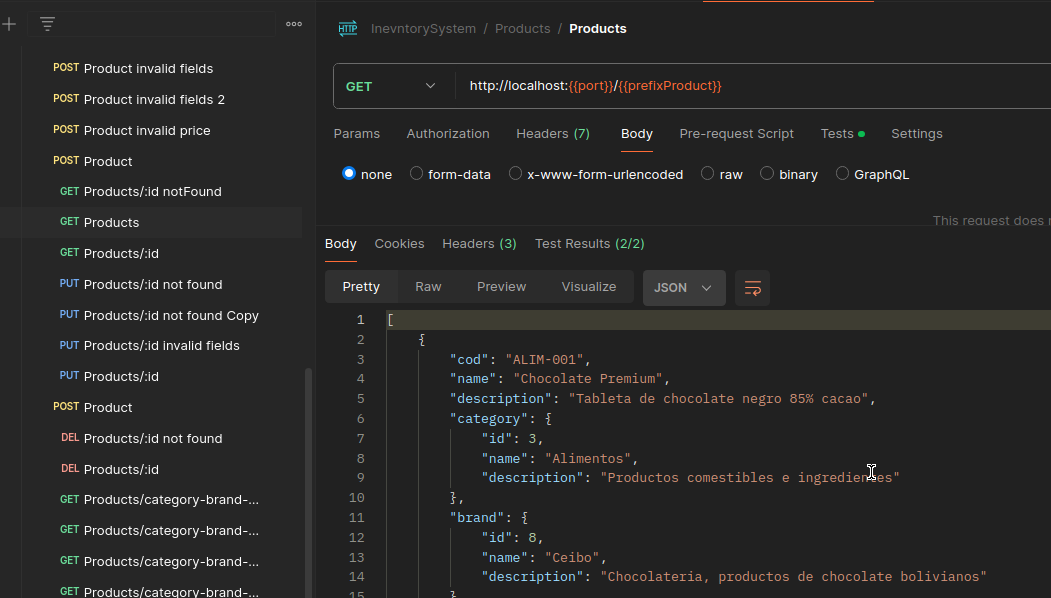 POST Product invalid fields
POST Product invalid fields 2
POST Product invalid price
POST Product
GET Products/:id notFound
GET Products
GET Products/:id
PUT Products/:id not found
PUT Products/:id not found Copy
PUT Products/:id invalid fields
PUT Products/:id
POST Product
DEL Products/:id not found
DEL Products/:id
GET Products/category-brand-...
GET Products/category-brand-...
GET Products/category-brand-...
GET Products/category-brand-...
HTTP InevntorySystem / Products / Products
GET http://localhost:{{port}}/{{prefixProduct}}
Params Authorization Headers (7) Body Pre-request Script Tests Settings
none form-data x-www-form-urlencoded raw binary GraphQL
This request does
Body Cookies Headers (3) Test Results (2/2)
Pretty Raw Preview Visualize JSON
1 [
2 {
3 "cod": "ALIM-001",
4 "name": "Chocolate Premium",
5 "description": "Tableta de chocolate negro 85% cacao",
6 "category": {
7 "id": 3,
8 "name": "Alimentos",
9 "description": "Productos comestibles e ingredientes"
10 },
11 "brand": {
12 "id": 8,
13 "name": "Ceibo",
14 "description": "Chocolateria, productos de chocolate bolivianos"
15 }